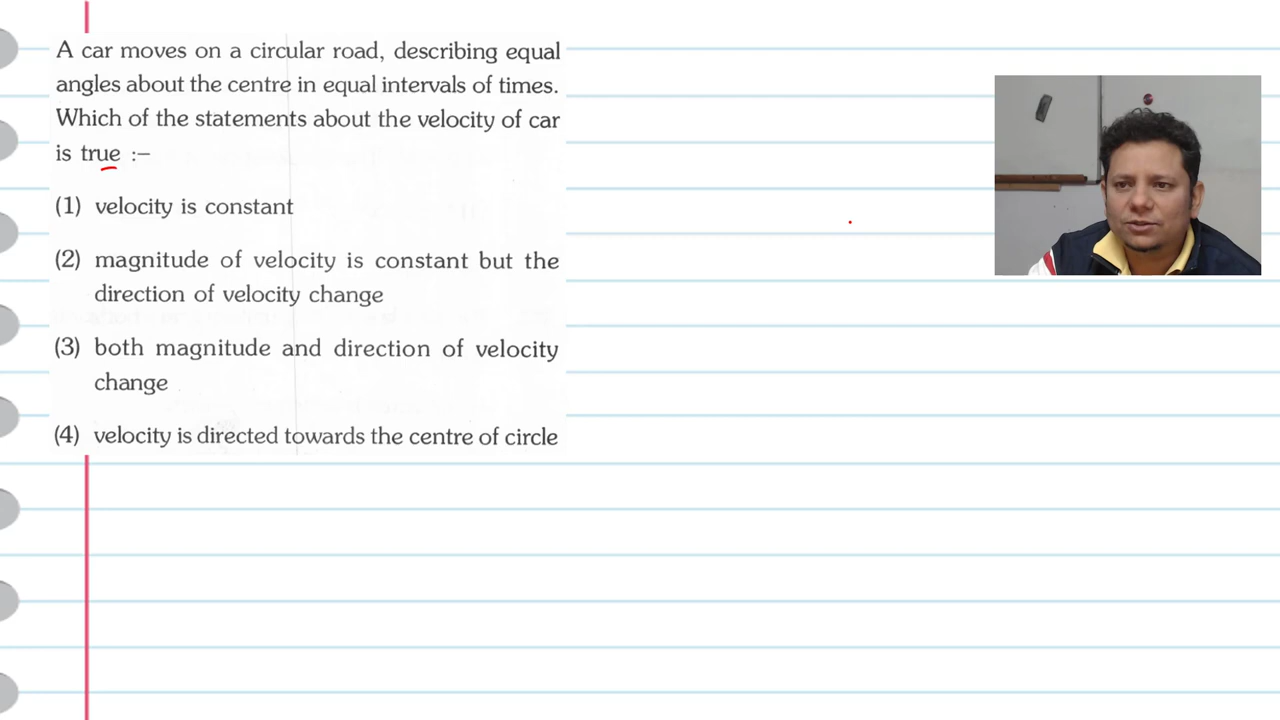 A car moves on a circular road, describing equal
angles about the centre in equal intervals of times.
Which of the statements about the velocity of car
is true :–
(1) velocity is constant
(2) magnitude of velocity is constant but the
direction of velocity change
(3) both magnitude and direction of velocity
change
(4) velocity is directed towards the centre of circle